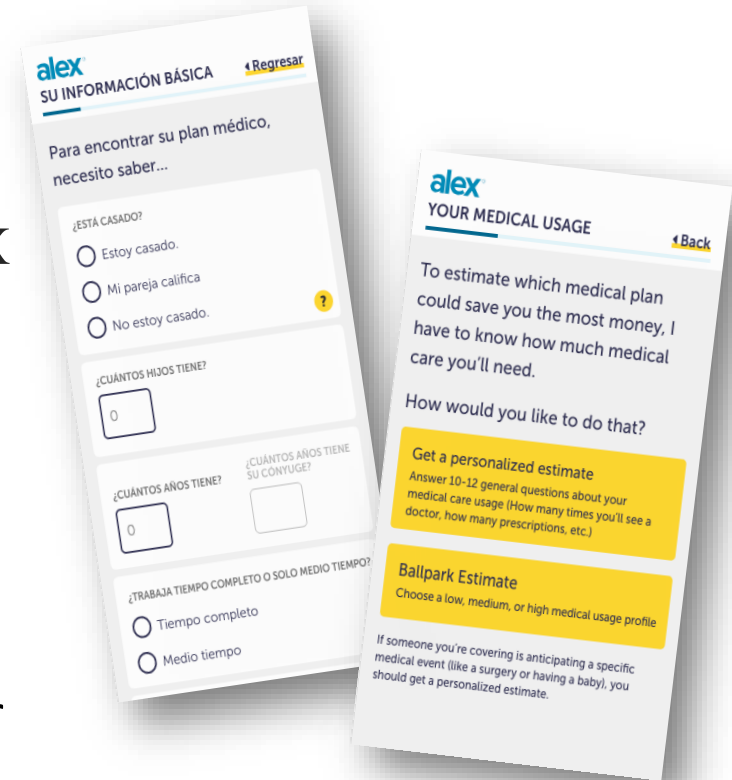 alex
SU INFORMACIÓN BÁSICA
Regresar
Para encontrar su plan médico,
necesito saber...
¿ESTÁ CASADO?
Estoy casado.
Mi pareja califica
No estoy casado.
?
¿CUÁNTOS HIJOS TIENE?
0
¿CUÁNTOS AÑOS TIENE?
0
¿CUÁNTOS AÑOS TIENE
SU CÓNYUGE?
¿TRABAJA TIEMPO COMPLETO O SOLO MEDIO TIEMPO?
Tiempo completo
Medio tiempo
alex
YOUR MEDICAL USAGE
Back
To estimate which medical plan
could save you the most money, I
have to know how much medical
care you'll need.
How would you like to do that?
Get a personalized estimate
Answer 10-12 general questions about your
medical care usage (How many times you'll see a
doctor, how many prescriptions, etc.)
Ballpark Estimate
Choose a low, medium, or high medical usage profile
If someone you're covering is anticipating a specific
medical event (like a surgery or having a baby), you
should get a personalized estimate.